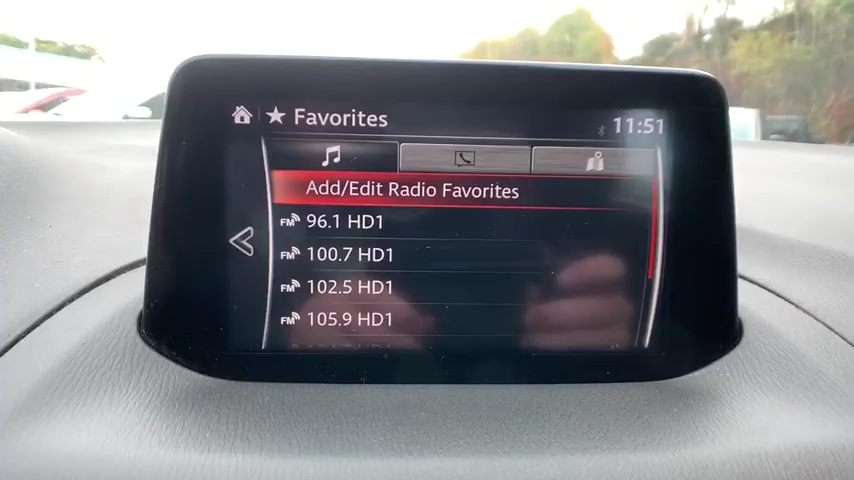 Favorites
11:51
Add/Edit Radio Favorites
FM 96.1 HD1
FM 100.7 HD1
FM 102.5 HD1
FM 105.9 HD1